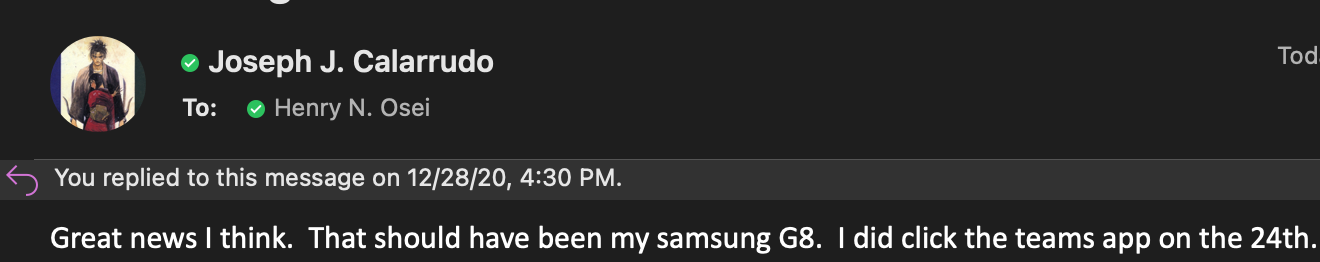 Joseph J. Calarrudo
To: Henry N. Osei
You replied to this message on 12/28/20, 4:30 PM.
Great news I think.  That should have been my samsung G8.  I did click the teams app on the 24th.